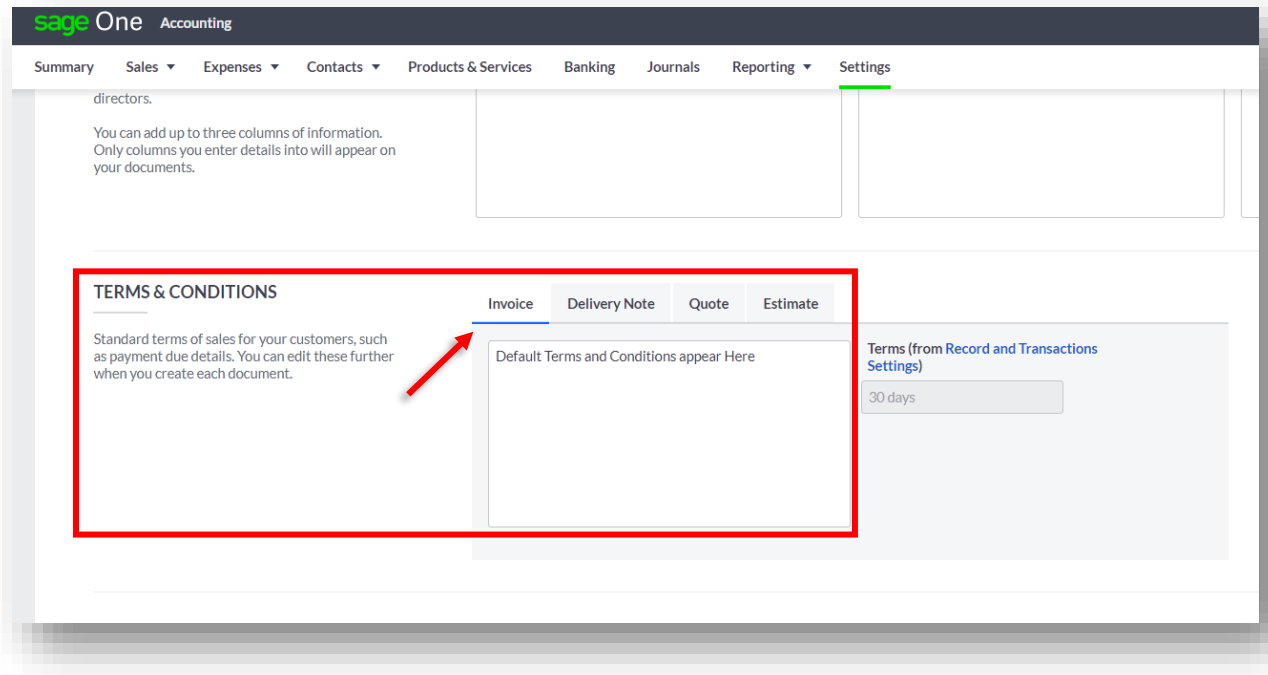 sage One Accounting
Summary Sales Expenses Contacts Products & Services Banking Journals Reporting Settings
directors.
You can add up to three columns of information.
Only columns you enter details into will appear on
your documents.
TERMS & CONDITIONS
Standard terms of sales for your customers, such
as payment due details. You can edit these further
when you create each document.
Invoice Delivery Note Quote Estimate
Default Terms and Conditions appear Here
Terms (from Record and Transactions
Settings)
30 days